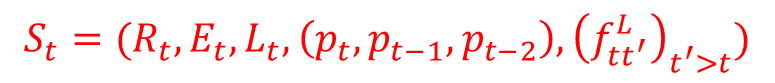 S_t = (R_t, E_t, L_t, (p_t, p_{t-1}, p_{t-2}), (f^L_{tt'})_{t'>t})